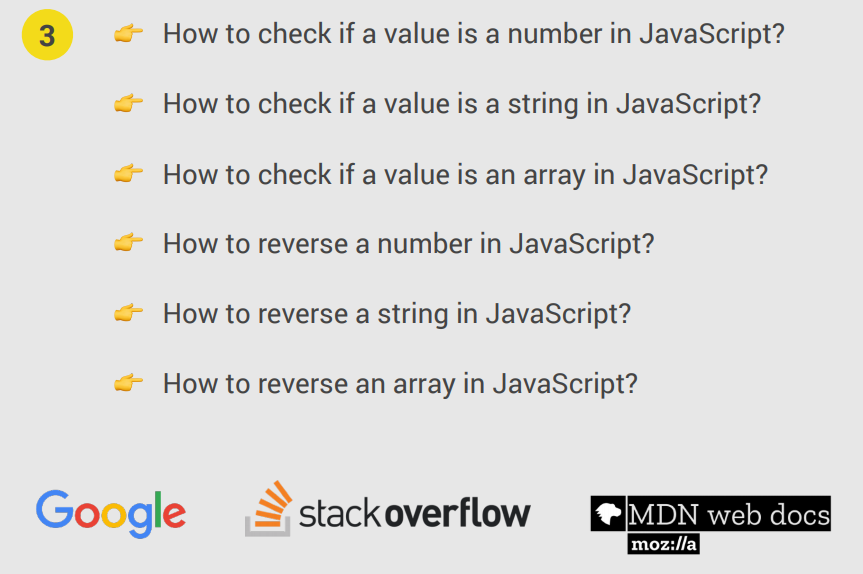 3
👉 How to check if a value is a number in JavaScript?
👉 How to check if a value is a string in JavaScript?
👉 How to check if a value is an array in JavaScript?
👉 How to reverse a number in JavaScript?
👉 How to reverse a string in JavaScript?
👉 How to reverse an array in JavaScript?
Google
stackoverflow
MDN web docs
moz://a